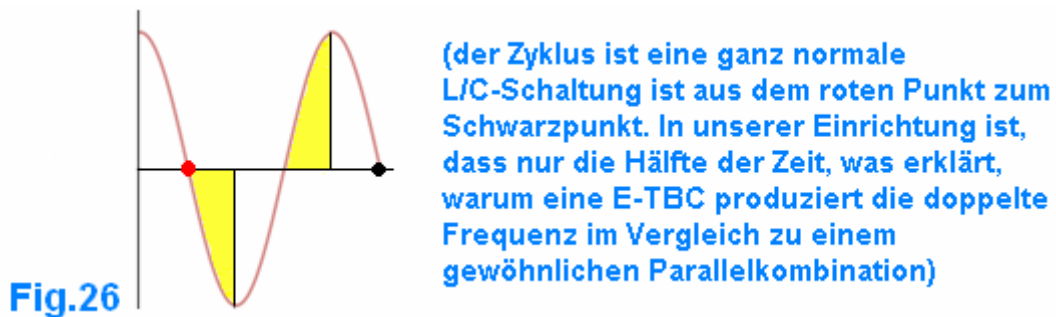 (der Zyklus ist eine ganz normale
L/C-Schaltung ist aus dem roten Punkt zum
Schwarzpunkt. In unserer Einrichtung ist,
dass nur die Hälfte der Zeit, was erklärt,
warum eine E-TBC produziert die doppelte
Frequenz im Vergleich zu einem
gewöhnlichen Parallelkombination)
Fig.26